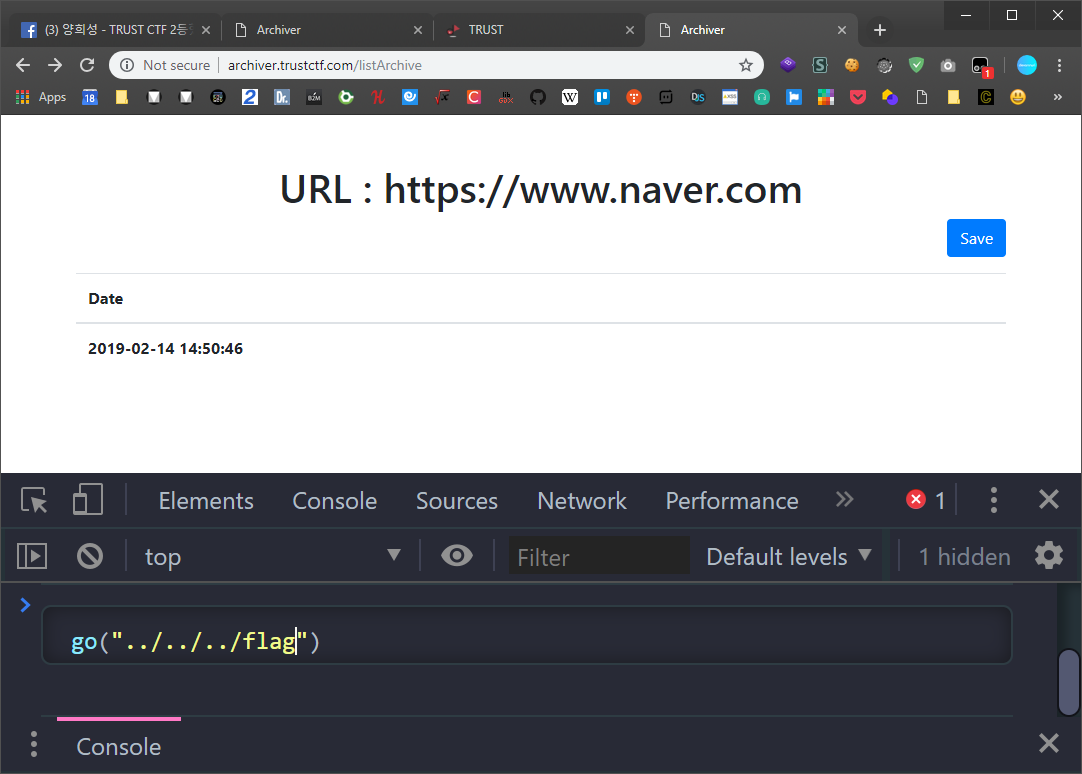 (3) 양희성 - TRUST CTF 2등
Archiver
TRUST
Archiver
Not secure
archiver.trustctf.com/listArchive
Apps
URL : https://www.naver.com
Save
Date
2019-02-14 14:50:46
Elements
Console
Sources
Network
Performance
1
top
Filter
Default levels
1 hidden
go("../../../flag")
Console